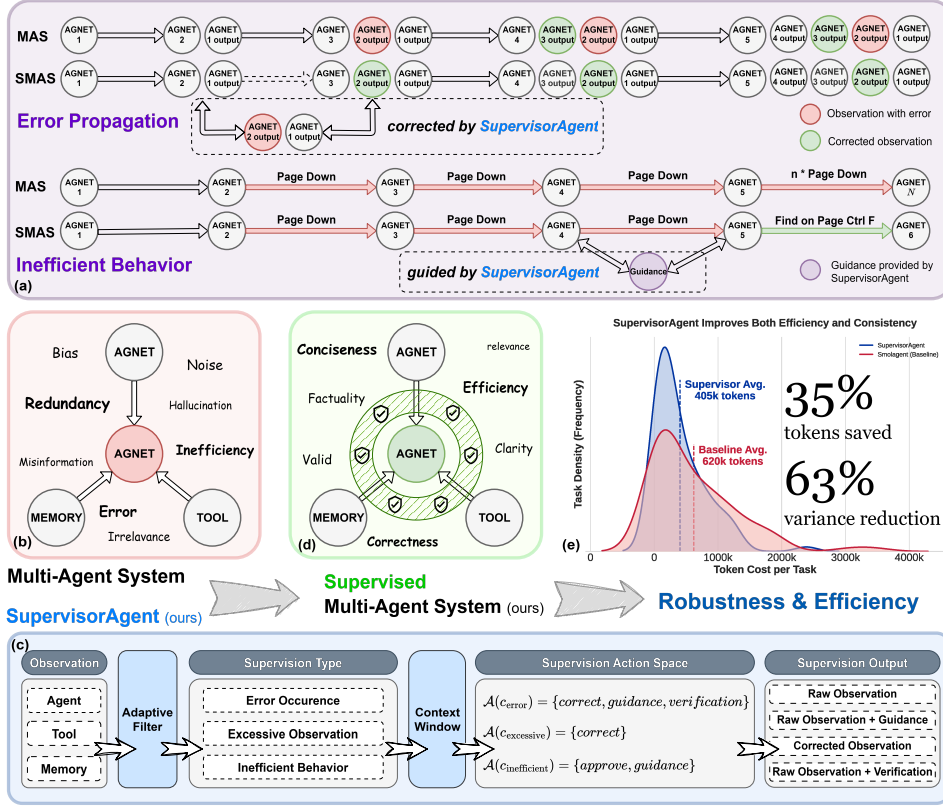 MAS
AGNET
1
AGNET
2
AGNET
1 output
AGNET
3
AGNET
2 output
AGNET
1 output
AGNET
4
AGNET
3 output
AGNET
2 output
AGNET
1 output
AGNET
5
AGNET
4 output
AGNET
3 output
AGNET
2 output
AGNET
1 output
SMAS
AGNET
1
AGNET
2
AGNET
1 output
AGNET
3
AGNET
2 output
AGNET
1 output
AGNET
4
AGNET
3 output
AGNET
2 output
AGNET
1 output
AGNET
5
AGNET
4 output
AGNET
3 output
AGNET
2 output
AGNET
1 output
Error Propagation
AGNET
2 output
AGNET
1 output
corrected by SupervisorAgent
Observation with error
Corrected observation
MAS
AGNET
1
AGNET
2
Page Down
AGNET
3
Page Down
AGNET
4
Page Down
AGNET
5
n * Page Down
AGNET
N
SMAS
AGNET
1
AGNET
2
Page Down
AGNET
3
Page Down
AGNET
4
Page Down
AGNET
5
Find on Page Ctrl F
AGNET
6
Inefficient Behavior
guided by SupervisorAgent
Guidance
Guidance provided by
SupervisorAgent
(a)
Bias
AGNET
Noise
Redundancy
Hallucination
AGNET
Inefficiency
Misinformation
MEMORY
Error
TOOL
Irrelavance
(b)
Conciseness
AGNET
relevance
Factuality
Efficiency
Valid
AGNET
Clarity
MEMORY
TOOL
Correctness
(d)
SupervisorAgent Improves Both Efficiency and Consistency
SupervisorAgent
Smolagent (Baseline)
Task Density (Frequency)
Supervisor Avg.
405k tokens
Baseline Avg.
620k tokens
35%
tokens saved
63%
variance reduction
(e)
0
0
1000k
2000k
3000k
4000k
Token Cost per Task
Multi-Agent System
Supervised
Multi-Agent System (ours)
Robustness & Efficiency
SupervisorAgent (ours)
(c)
Observation
Agent
Tool
Memory
Adaptive
Filter
Supervision Type
Error Occurence
Excessive Observation
Inefficient Behavior
Context
Window
Supervision Action Space
A(c_error) = {correct, guidance, verification}
A(c_excessive) = {correct}
A(c_inefficient) = {approve, guidance}
Supervision Output
Raw Observation
Raw Observation + Guidance
Corrected Observation
Raw Observation + Verification